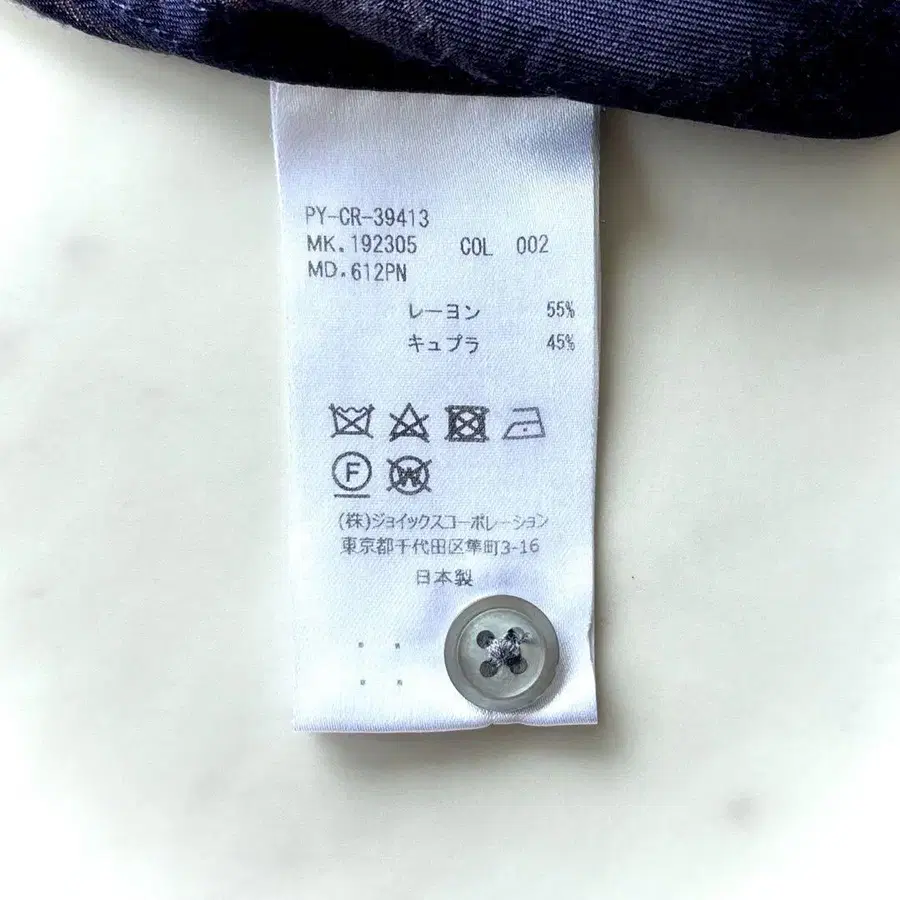 PY-CR-39413
MK.192305 COL 002
MD.612PN
レーヨン 55%
キュプラ 45%
F W
(株)ジョイックスコーポレーション
東京都千代田区隼町3-16
日本製